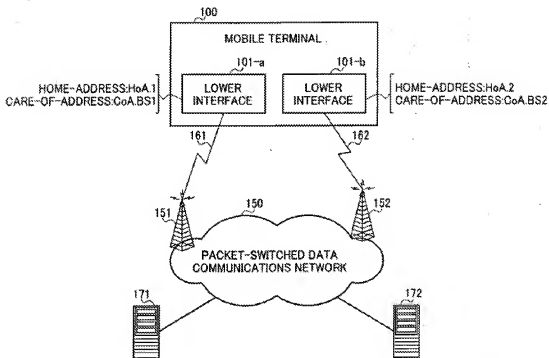 100
MOBILE TERMINAL
101-a
101-b
HOME-ADDRESS:HoA.1
CARE-OF-ADDRESS:CoA.BS1
LOWER
INTERFACE
LOWER
INTERFACE
HOME-ADDRESS:HoA.2
CARE-OF-ADDRESS:CoA.BS2
161
162
151
150
152
PACKET-SWITCHED DATA
COMMUNICATIONS NETWORK
171
172